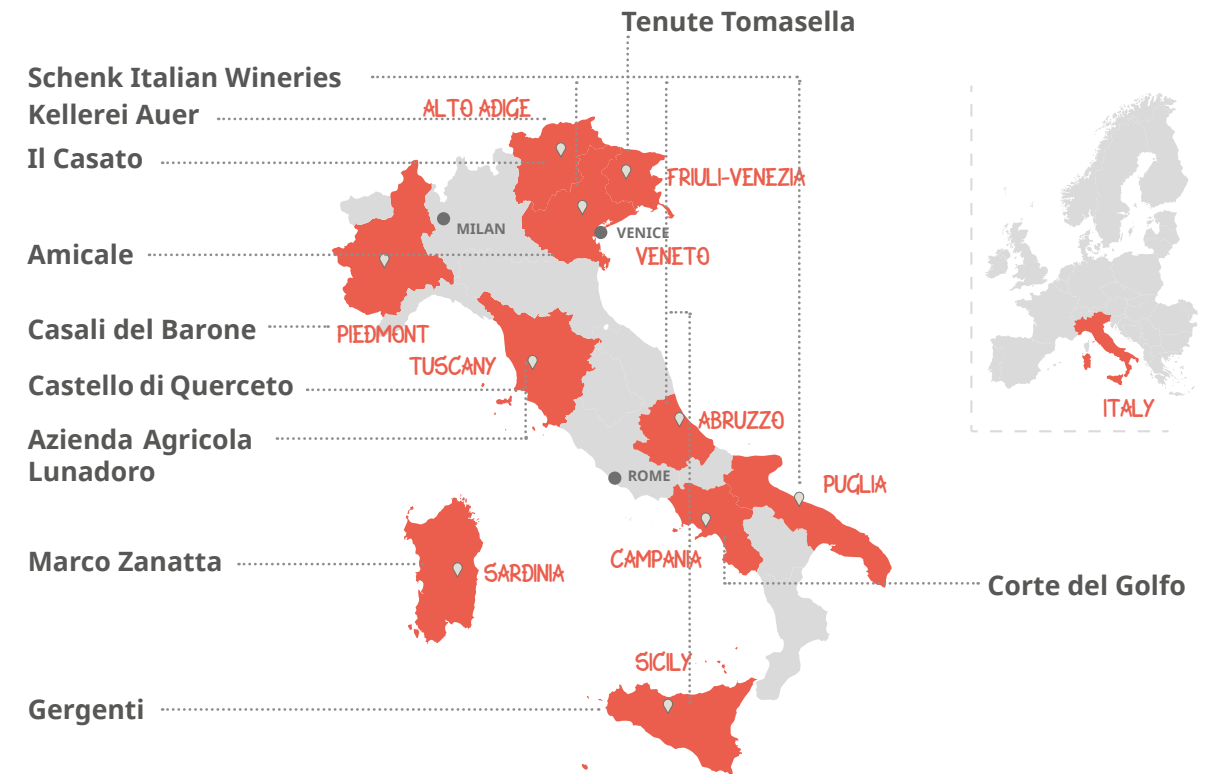 Tenute Tomasella
Schenk Italian Wineries
Kellerei Auer
ALTO ADIGE
Il Casato
FRIULI-VENEZIA
MILAN
VENICE
Amicale
VENETO
Casali del Barone
PIEDMONT
TUSCANY
Castello di Querceto
ITALY
ABRUZZO
Azienda Agricola
Lunadoro
ROME
PUGLIA
Marco Zanatta
CAMPANIA
SARDINIA
Corte del Golfo
SICILY
Gergenti